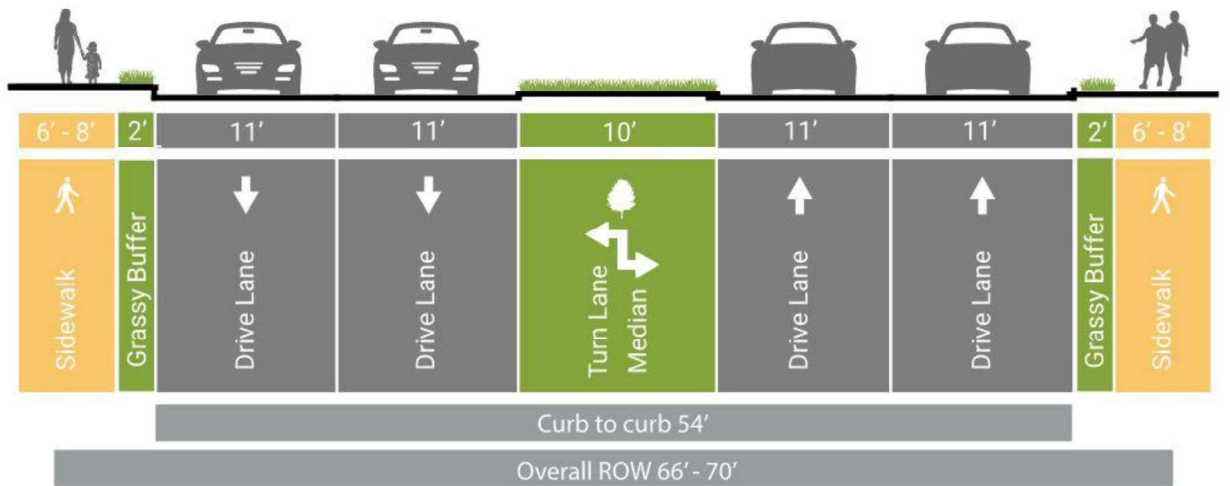 6’ - 8’ 2’ 11’ 11’ 10’ 11’ 11’ 2’ 6’ - 8’
Sidewalk
Grassy Buffer
Drive Lane
Drive Lane
Turn Lane
Median
Drive Lane
Drive Lane
Grassy Buffer
Sidewalk
Curb to curb 54’
Overall ROW 66’ - 70’